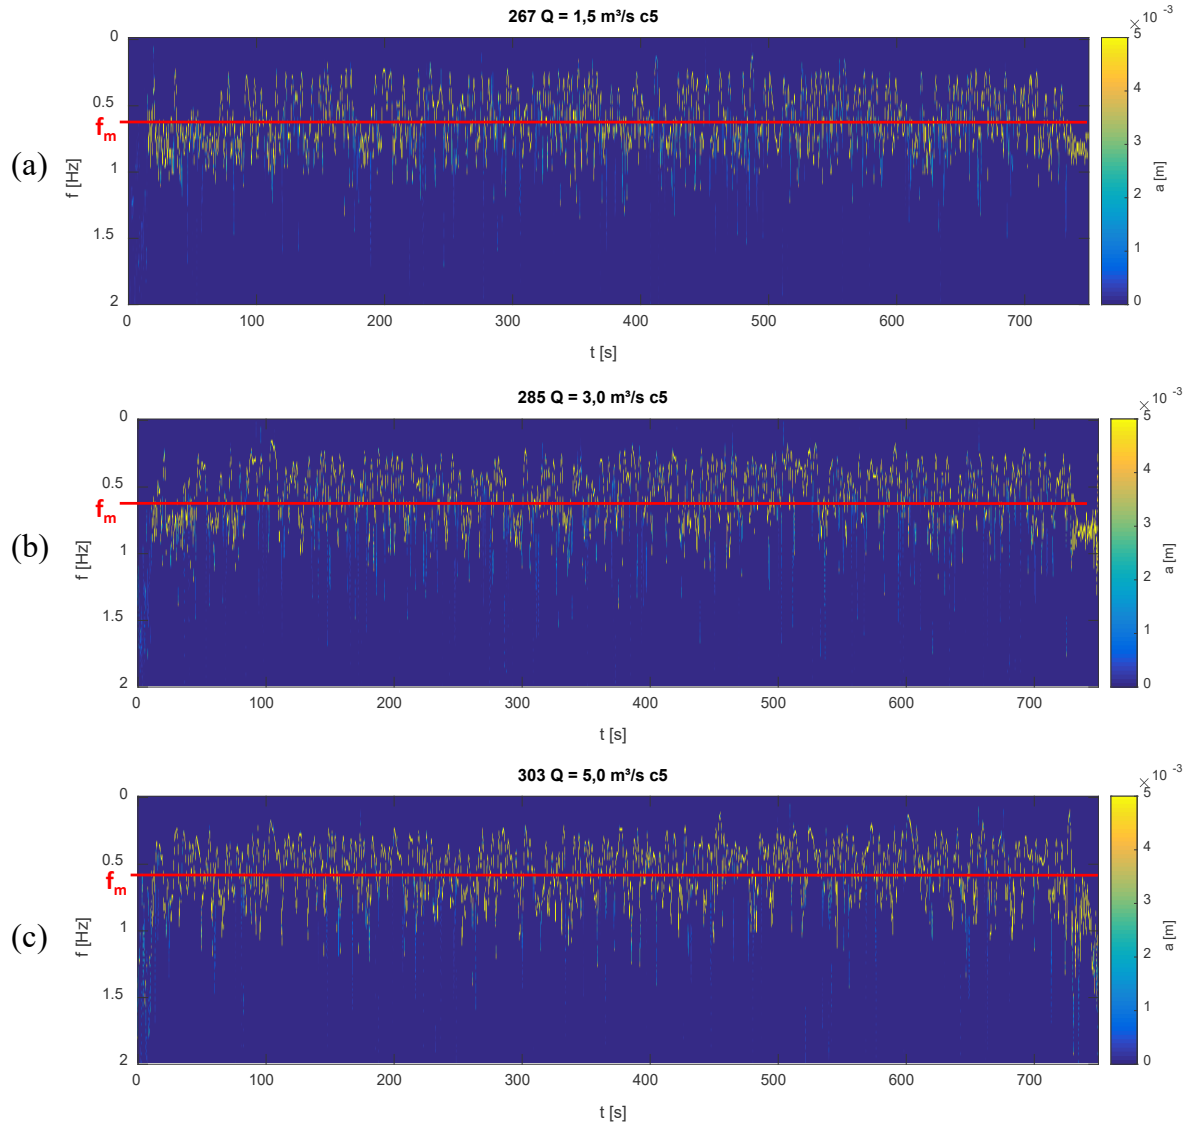 267 Q = 1,5 m³/s c5
× 10 -3
(a)
f [Hz]
0
0.5
fm
1
1.5
2
0 100 200 300 400 500 600 700
t [s]
5
4
3
2
1
0
a [m]
285 Q = 3,0 m³/s c5
× 10 -3
(b)
f [Hz]
0
0.5
fm
1
1.5
2
0 100 200 300 400 500 600 700
t [s]
5
4
3
2
1
0
a [m]
303 Q = 5,0 m³/s c5
× 10 -3
(c)
f [Hz]
0
0.5
fm
1
1.5
2
0 100 200 300 400 500 600 700
t [s]
5
4
3
2
1
0
a [m]